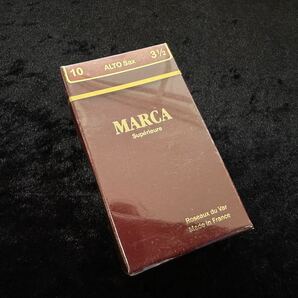 10 ALTO Sax 3½
MARCA
Supérieure
Roseaux du Var
Made in France